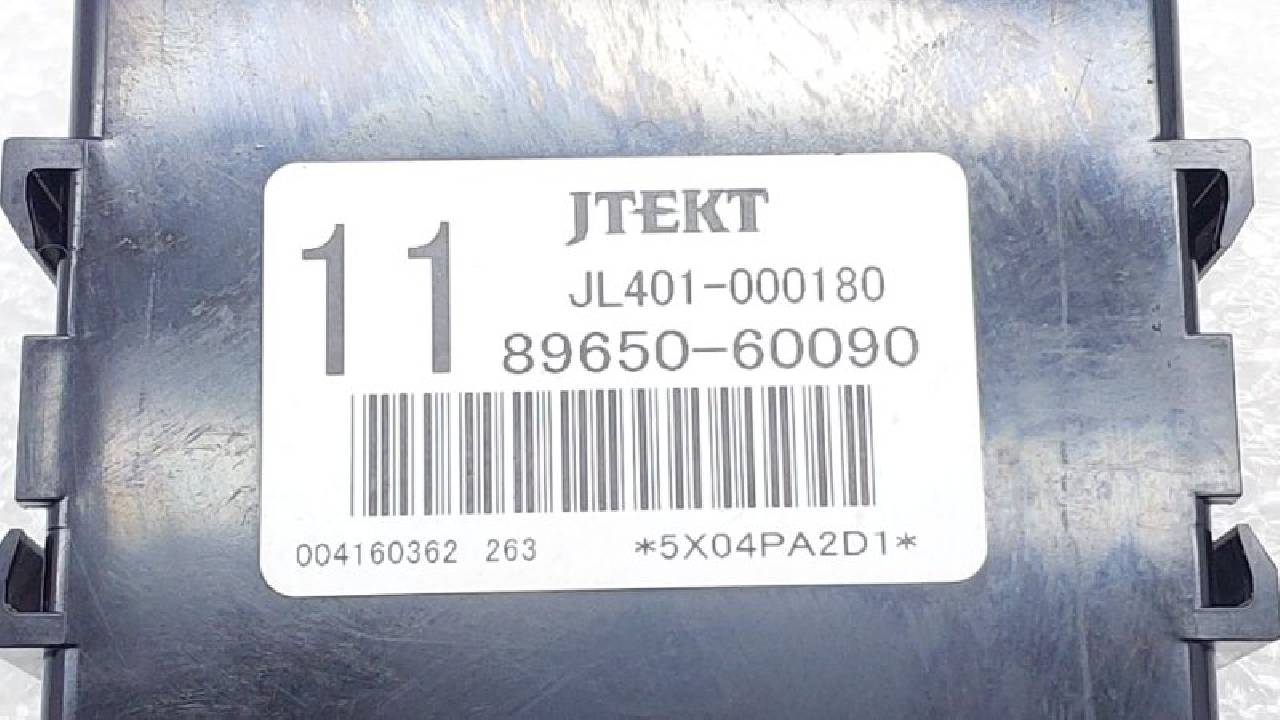 JTEKT
11
JL401-000180
89650-60090
004160362 263 *5X04PA2D1*